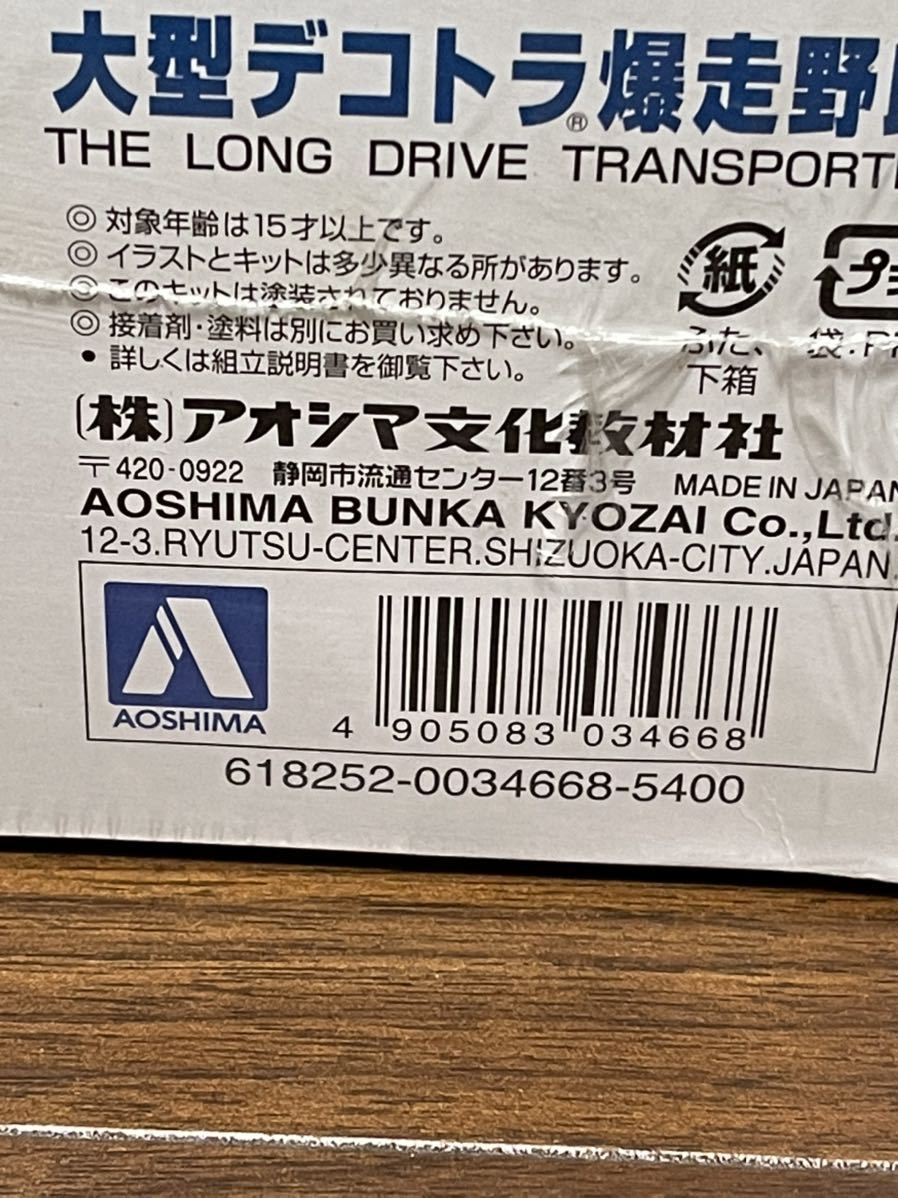 大型デコトラ®爆走野
THE LONG DRIVE TRANSPORT
◎ 対象年齢は15才以上です。
◎ イラストとキットは多少異なる所があります。
◎ このキットは塗装されておりません。
◎ 接着剤・塗料は別にお買い求め下さい。
• 詳しくは組立説明書を御覧下さい。
紙
ふた、
下箱
プ
袋:P
(株)アオシマ文化教材社
〒420-0922 静岡市流通センター12番3号 MADE IN JAPAN
AOSHIMA BUNKA KYOZAI Co.,Ltd.
12-3.RYUTSU-CENTER.SHIZUOKA-CITY.JAPAN.
AOSHIMA
4 905083 034668
618252-0034668-5400